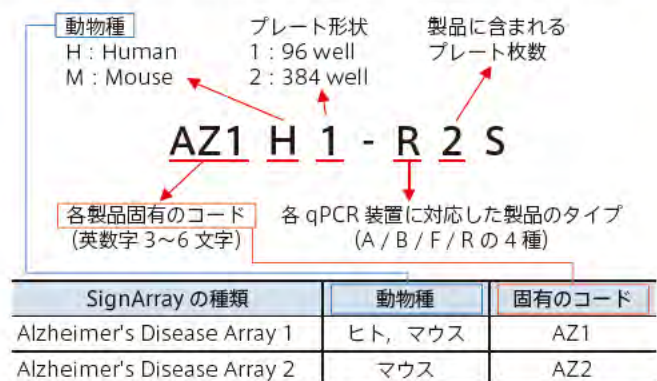 動物種
H : Human
M : Mouse
プレート形状
1 : 96 well
2 : 384 well
製品に含まれる
プレート枚数
AZ1 H 1 - R 2 S
各製品固有のコード
(英数字 3〜6 文字)
各 qPCR 装置に対応した製品のタイプ
(A / B / F / R の 4 種)
SignArray の種類 動物種 固有のコード
Alzheimer's Disease Array 1 ヒト，マウス AZ1
Alzheimer's Disease Array 2 マウス AZ2